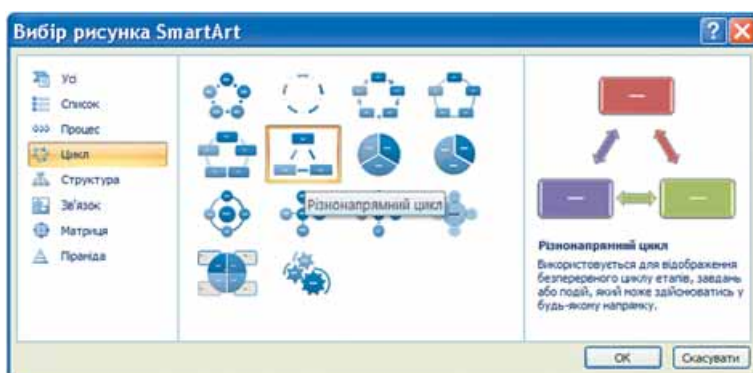 Вибір рисунка SmartArt
Усі
Список
Процес
Цикл
Структура
Зв'язок
Матриця
Піраміда
Різнонапрямний цикл
Різнонапрямний цикл
Використовується для відображення
безперервного циклу етапів, завдань
або подій, який може здійснюватись у
будь-якому напрямку.
OK
Скасувати